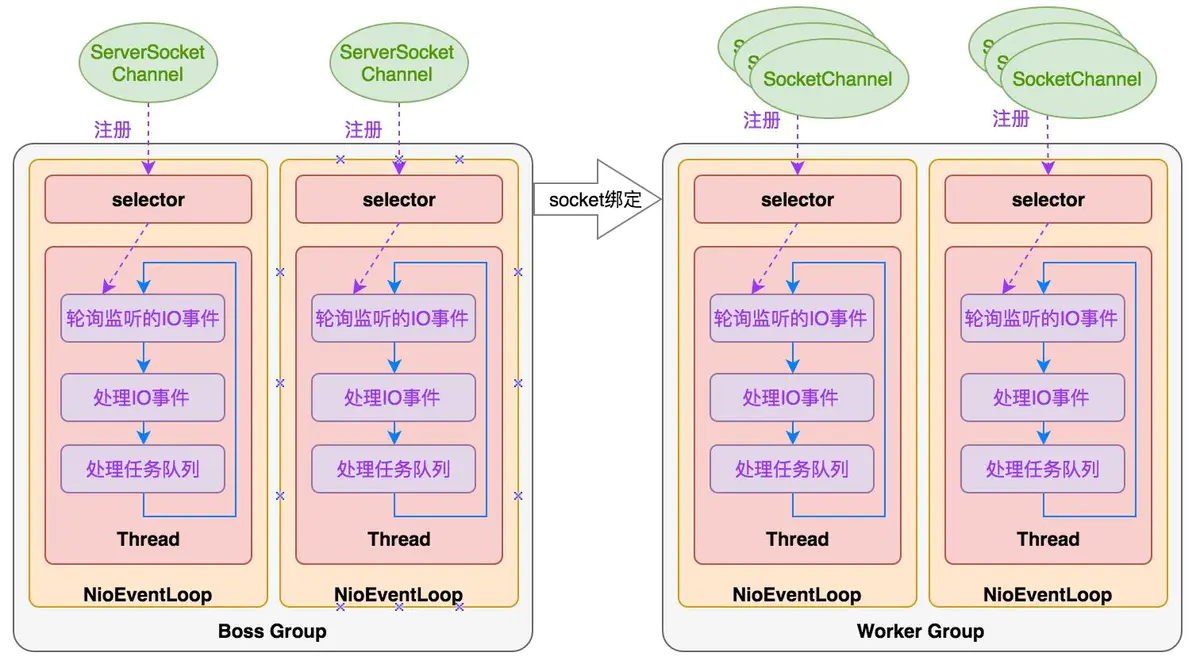 ServerSocket
Channel
注册
selector
轮询监听的IO事件
处理IO事件
处理任务队列
Thread
NioEventLoop
ServerSocket
Channel
注册
selector
轮询监听的IO事件
处理IO事件
处理任务队列
Thread
NioEventLoop
Boss Group
socket绑定
SocketChannel
注册
selector
轮询监听的IO事件
处理IO事件
处理任务队列
Thread
NioEventLoop
SocketChannel
注册
selector
轮询监听的IO事件
处理IO事件
处理任务队列
Thread
NioEventLoop
Worker Group